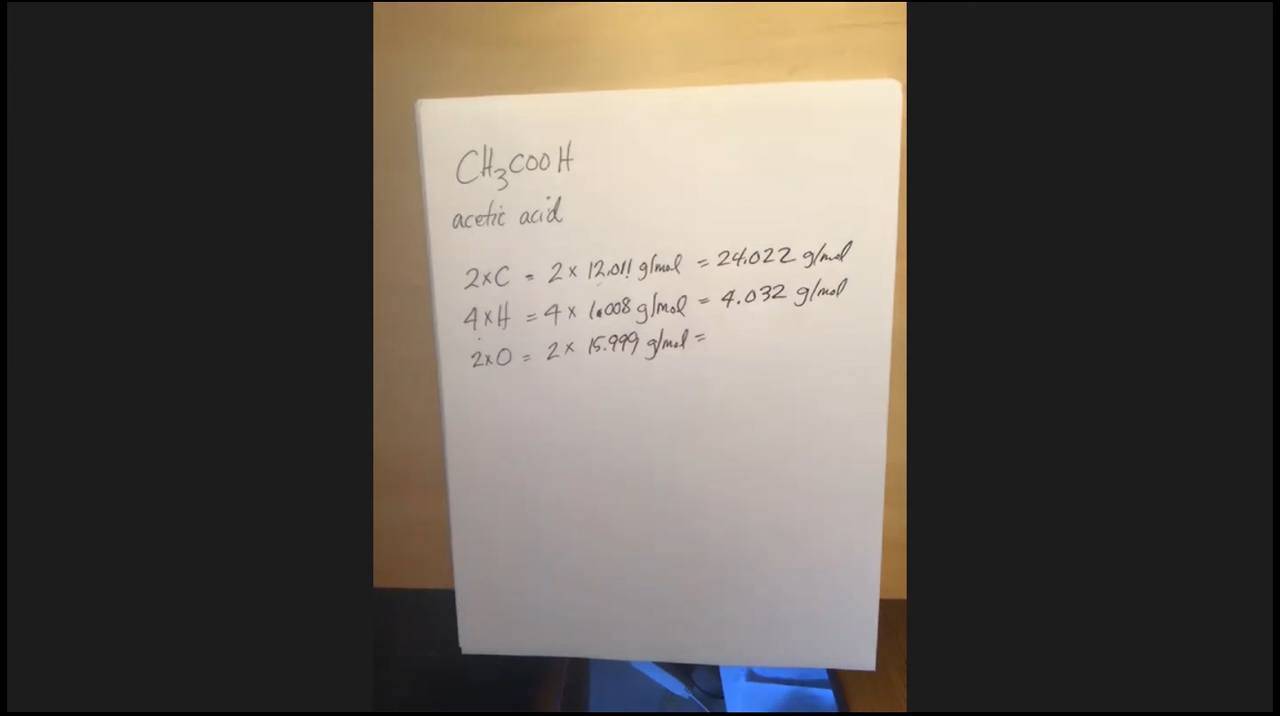 CH₃COOH
acetic acid
2×C = 2 × 12.011 g/mol = 24.022 g/mol
4×H = 4 × 1.008 g/mol = 4.032 g/mol
2×O = 2 × 15.999 g/mol =